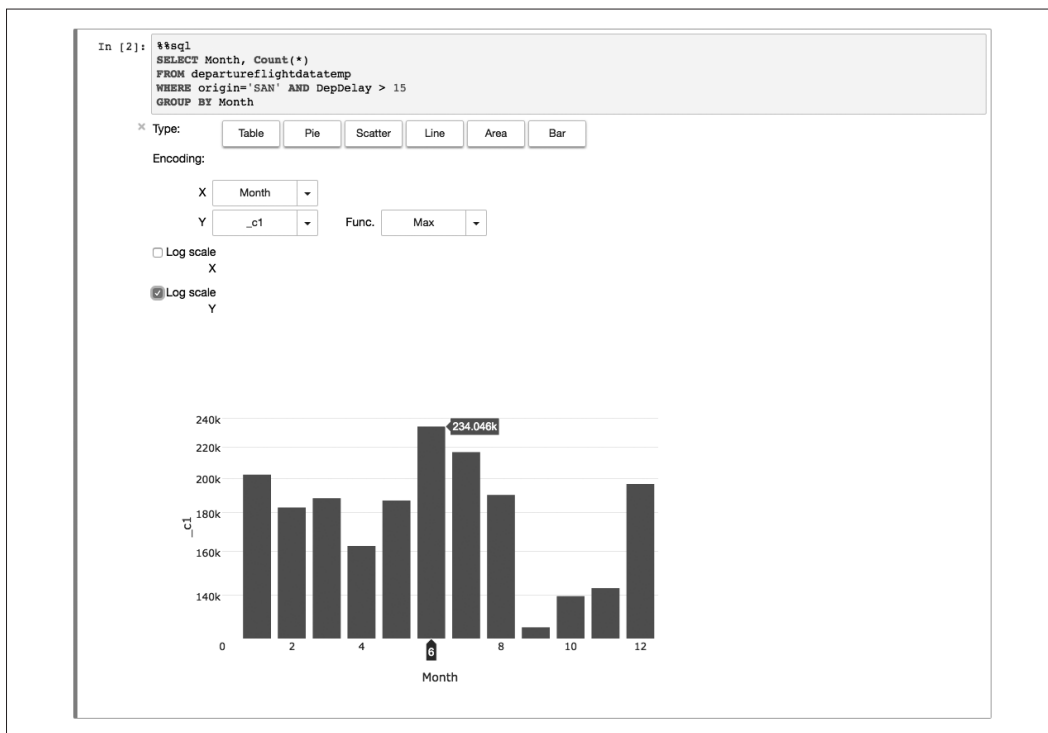 In [2]: %%sql
SELECT Month, Count(*)
FROM departureflightdatatemp
WHERE origin='SAN' AND DepDelay > 15
GROUP BY Month
× Type: Table Pie Scatter Line Area Bar
Encoding:
X Month
Y _c1 Func. Max
Log scale
X
Log scale
Y
240k
234.046k
220k
200k
180k
_c1
160k
140k
0 2 4 6 8 10 12
Month